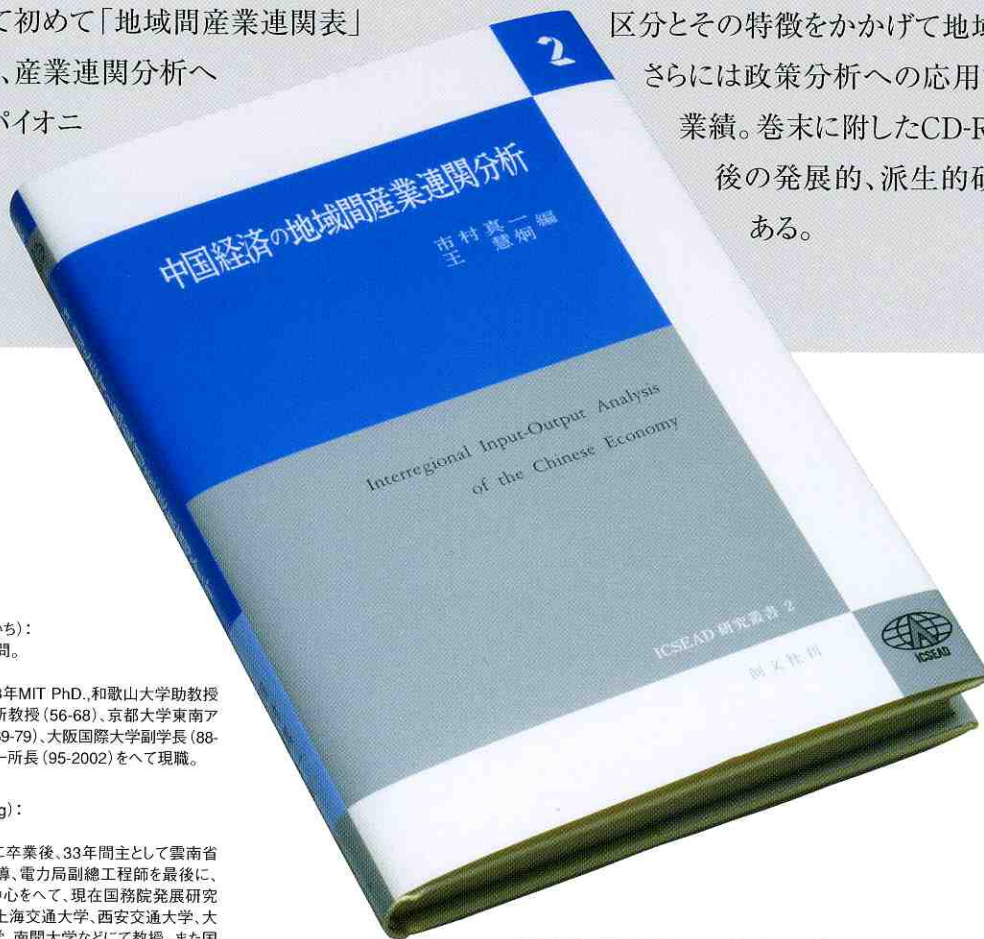 て初めて「地域間産業連関表」
、産業連関分析へ
パイオニ
区分とその特徴をかかげて地域
さらには政策分析への応用
業績。巻末に附したCD-R
後の発展的、派生的研
ある。
2
中国経済の地域間産業連関分析
市村真一
王慧炯
編
Interregional Input-Output Analysis
of the Chinese Economy
ICSEAD 研究叢書 2
創文社刊
ICSEAD
いち):
問。
年MIT PhD.,和歌山大学助教授
所教授(56-68)、京都大学東南ア
69-79)、大阪国際大学副学長(88-
ー所長(95-2002)をへて現職。
g):
に卒業後、33年間主として雲南省
導、電力局副總工程師を最後に、
中心をへて、現在国務院発展研究
上海交通大学、西安交通大学、大
学、南開大学などにて教授。また国